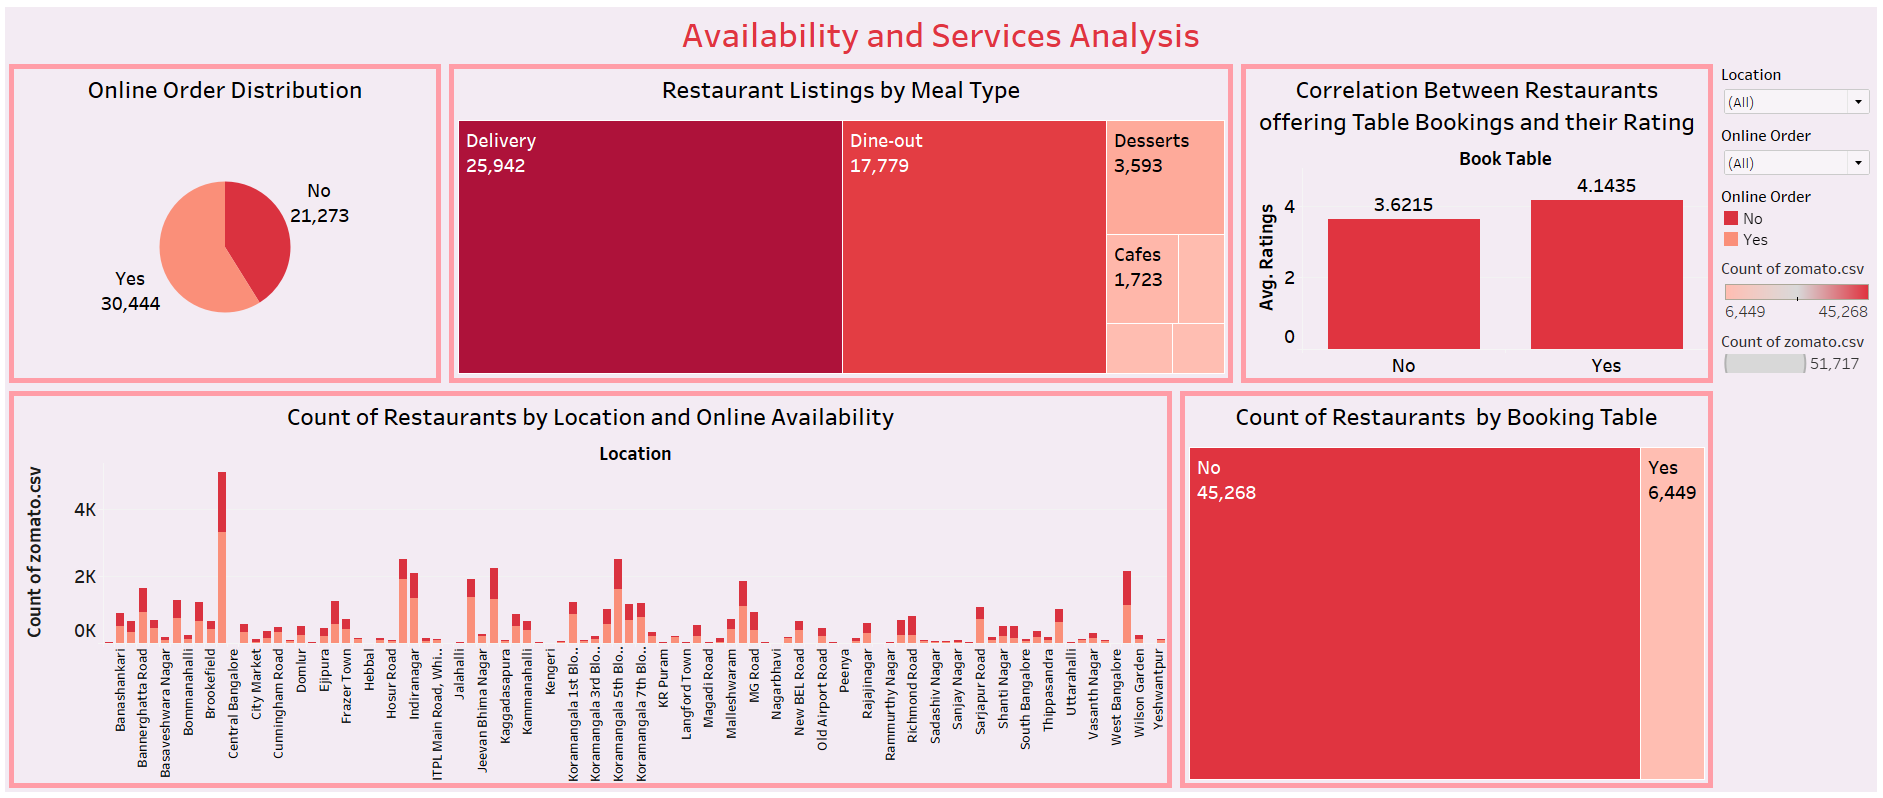 Availability and Services Analysis
Online Order Distribution
No
21,273
Yes
30,444
Restaurant Listings by Meal Type
Delivery
25,942
Dine-out
17,779
Desserts
3,593
Cafes
1,723
Correlation Between Restaurants
offering Table Bookings and their Rating
Book Table
Avg. Ratings
4
2
0
3.6215
4.1435
No
Yes
Location
(All)
Online Order
(All)
Online Order
No
Yes
Count of zomato.csv
6,449
45,268
Count of zomato.csv
51,717
Count of Restaurants by Location and Online Availability
Location
Count of zomato.csv
4K
2K
0K
Banashankari
Bannerghatta Road
Basaveshwara Nagar
Bommanahalli
Brookefield
Central Bangalore
City Market
Cunningham Road
Domlur
Ejipura
Frazer Town
Hebbal
Hosur Road
Indiranagar
ITPL Main Road, Whi..
Jalahalli
Jeevan Bhima Nagar
Kaggadasapura
Kammanahalli
Kengeri
Koramangala 1st Blo..
Koramangala 3rd Blo..
Koramangala 5th Blo..
Koramangala 7th Blo..
KR Puram
Langford Town
Magadi Road
Malleshwaram
MG Road
Nagarbhavi
New BEL Road
Old Airport Road
Peenya
Rajajinagar
Rammurthy Nagar
Richmond Road
Sadashiv Nagar
Sanjay Nagar
Sarjapur Road
Shanti Nagar
South Bangalore
Thippasandra
Uttarahalli
Vasanth Nagar
West Bangalore
Wilson Garden
Yeshwantpur
Count of Restaurants  by Booking Table
No
45,268
Yes
6,449